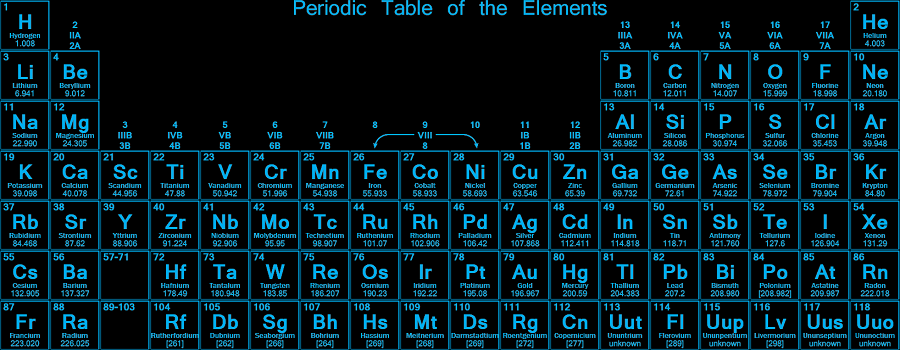 Periodic Table of the Elements
1 2
H He
Hydrogen Helium
1.008 4.003
2 13 14 15 16 17
IIA IIIA IVA VA VIA VIIA
2A 3A 4A 5A 6A 7A
3 4 5 6 7 8 9 10
Li Be B C N O F Ne
Lithium Beryllium Boron Carbon Nitrogen Oxygen Fluorine Neon
6.941 9.012 10.811 12.011 14.007 15.999 18.998 20.180
11 12 13 14 15 16 17 18
Na Mg Al Si P S Cl Ar
Sodium Magnesium Aluminum Silicon Phosphorus Sulfur Chlorine Argon
22.990 24.305 26.982 28.086 30.974 32.066 35.453 39.948
3 4 5 6 7 8 9 10 11 12
IIIB IVB VB VIB VIIB VIII IB IIB
3B 4B 5B 6B 7B 8 1B 2B
19 20 21 22 23 24 25 26 27 28 29 30 31 32 33 34 35 36
K Ca Sc Ti V Cr Mn Fe Co Ni Cu Zn Ga Ge As Se Br Kr
Potassium Calcium Scandium Titanium Vanadium Chromium Manganese Iron Cobalt Nickel Copper Zinc Gallium Germanium Arsenic Selenium Bromine Krypton
39.098 40.078 44.956 47.88 50.942 51.996 54.938 55.933 58.933 58.693 63.546 65.39 69.732 72.61 74.922 78.972 79.904 84.80
37 38 39 40 41 42 43 44 45 46 47 48 49 50 51 52 53 54
Rb Sr Y Zr Nb Mo Tc Ru Rh Pd Ag Cd In Sn Sb Te I Xe
Rubidium Strontium Yttrium Zirconium Niobium Molybdenum Technetium Ruthenium Rhodium Palladium Silver Cadmium Indium Tin Antimony Tellurium Iodine Xenon
84.468 87.62 88.906 91.224 92.906 95.95 98.907 101.07 102.906 106.42 107.868 112.411 114.818 118.71 121.760 127.6 126.904 131.29
55 56 57-71 72 73 74 75 76 77 78 79 80 81 82 83 84 85 86
Cs Ba Hf Ta W Re Os Ir Pt Au Hg Tl Pb Bi Po At Rn
Cesium Barium Hafnium Tantalum Tungsten Rhenium Osmium Iridium Platinum Gold Mercury Thallium Lead Bismuth Polonium Astatine Radon
132.905 137.327 178.49 180.948 183.85 186.207 190.23 192.22 195.08 196.967 200.59 204.383 207.2 208.980 [208.982] 209.987 222.018
87 88 89-103 104 105 106 107 108 109 110 111 112 113 114 115 116 117 118
Fr Ra Rf Db Sg Bh Hs Mt Ds Rg Cn Uut Fl Uup Lv Uus Uuo
Francium Radium Rutherfordium Dubnium Seaborgium Bohrium Hassium Meitnerium Darmstadtium Roentgenium Copernicium Ununtrium Flerovium Ununpentium Livermorium Ununseptium Ununoctium
223.020 226.025 [261] [262] [266] [264] [269] [268] [269] [272] [277] unknown [289] unknown [298] unknown unknown